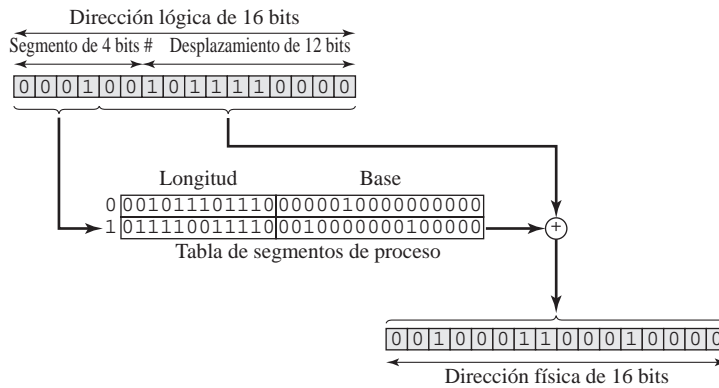 Dirección lógica de 16 bits
Segmento de 4 bits # Desplazamiento de 12 bits
0 0 0 1 0 0 1 0 1 1 1 1 0 0 0 0
Longitud Base
0 001011101110 0000010000000000
1 011110011110 0010000000100000
+
Tabla de segmentos de proceso
0 0 1 0 0 0 1 1 0 0 0 1 0 0 0 0
Dirección física de 16 bits